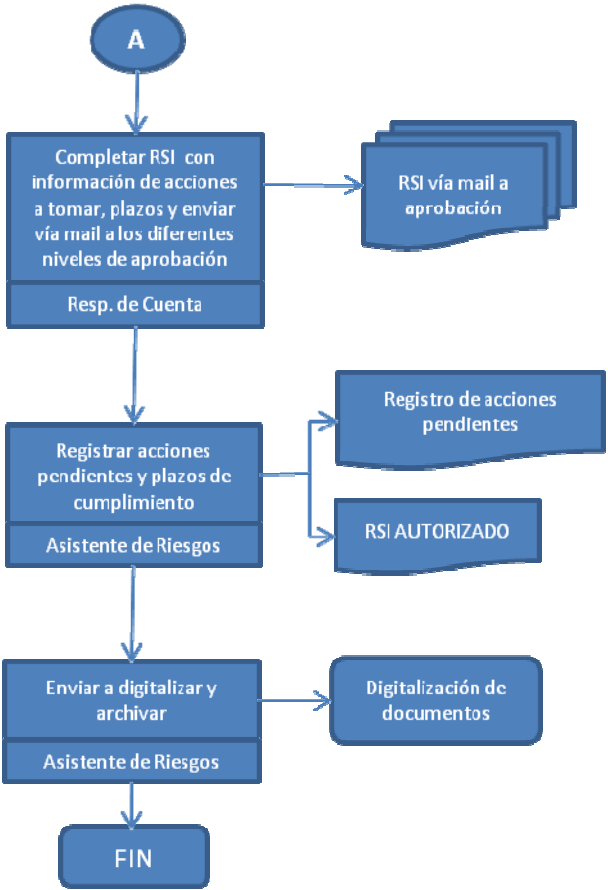 A
Completar RSI con
información de acciones
a tomar, plazos y enviar
vía mail a los diferentes
niveles de aprobación
Resp. de Cuenta
RSI vía mail a
aprobación
Registrar acciones
pendientes y plazos de
cumplimiento
Asistente de Riesgos
Registro de acciones
pendientes
RSI AUTORIZADO
Enviar a digitalizar y
archivar
Asistente de Riesgos
Digitalización de
documentos
FIN